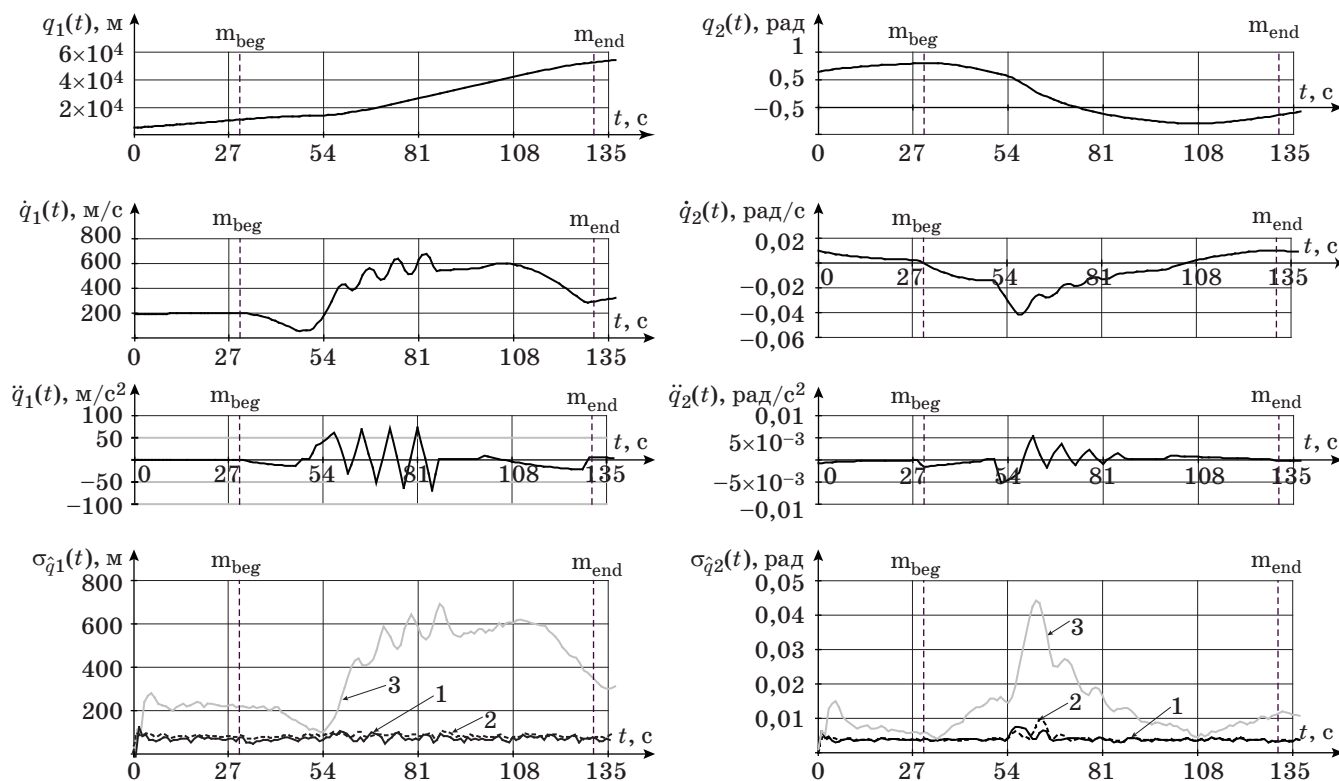 q₁(t), м
m_beg
m_end
6×10⁴
4×10⁴
2×10⁴
t, с
0 27 54 81 108 135
q₂(t), рад
m_beg
m_end
1
0,5
−0,5
t, с
0 27 54 81 108 135
q̇₁(t), м/с
m_beg
m_end
800
600
400
200
t, с
0 27 54 81 108 135
q̇₂(t), рад/с
m_beg
m_end
0,02
t, с
27 54 81 108 135
−0,02
−0,04
−0,06
0
q̈₁(t), м/с²
m_beg
m_end
100
50
t, с
0 27 54 81 108 135
−50
−100
q̈₂(t), рад/с²
m_beg
m_end
0,01
5×10⁻³
t, с
0 27 54 81 108 135
−5×10⁻³
−0,01
σ_q̂1(t), м
m_beg
m_end
800
600
400
200
3
1
2
t, с
0 27 54 81 108 135
σ_q̂2(t), рад
m_beg
m_end
0,05
0,04
0,03
0,02
0,01
3
2
1
t, с
0 27 54 81 108 135